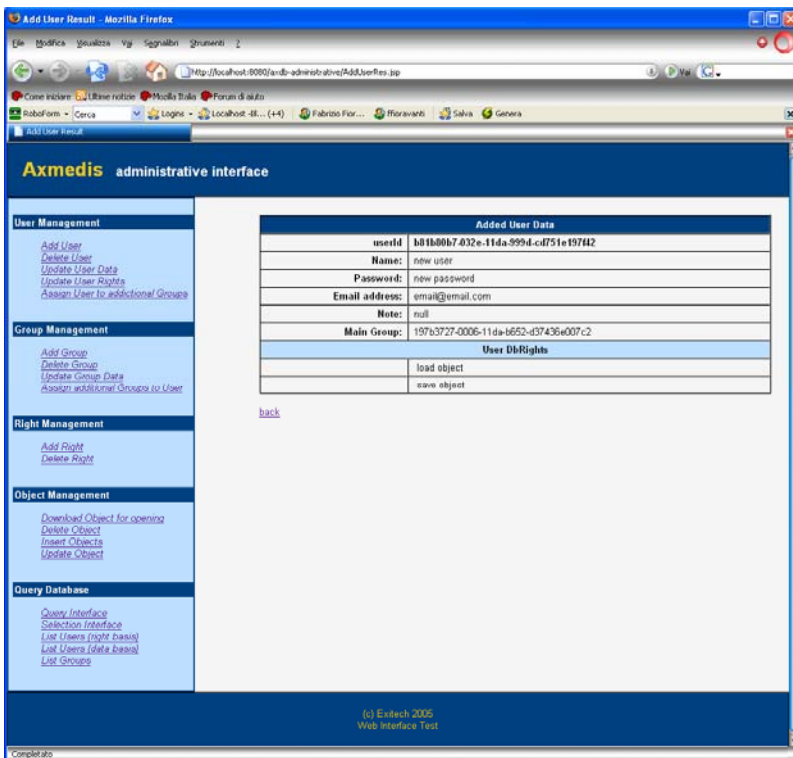 Add User Result - Mozilla Firefox
File Modifica Visualizza Vai Segnalibri Strumenti ?
http://localhost:8080/axdb-administrative/AddUserRes.jsp Vai
Come iniziare Ultime notizie Mozilla Italia Forum di aiuto
RoboForm Cerca Logins Localhost -III... (+4) Fabrizio Fior... ffioravanti Salva Genera
Add User Result
Axmedis administrative interface
User Management
Add User
Delete User
Update User Data
Update User Rights
Assign User to addictional Groups
Group Management
Add Group
Delete Group
Update Group Data
Assign additional Groups to User
Right Management
Add Right
Delete Right
Object Management
Download Object for opening
Delete Object
Insert Objects
Update Object
Query Database
Query Interface
Selection Interface
List Users (right basis)
List Users (data basis)
List Groups
Added User Data
userId b81b80b7-032e-11da-999d-cd751e197f42
Name: new user
Password: new password
Email address: email@email.com
Note: null
Main Group: 197b3727-0006-11da-b652-d37436e007c2
User DbRights
load object
save object
back
(c) Exitech 2005
Web Interface Test
Completato